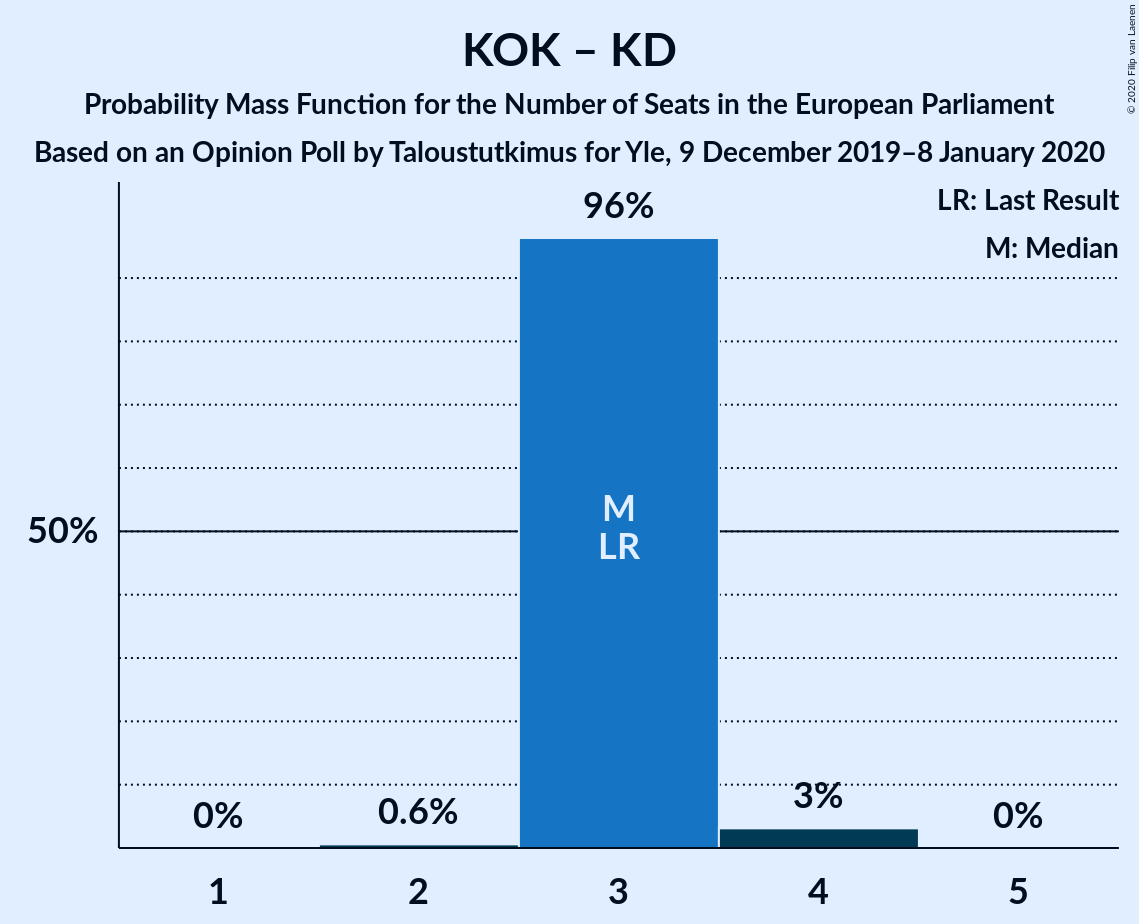 KOK – KD
Probability Mass Function for the Number of Seats in the European Parliament
Based on an Opinion Poll by Taloustutkimus for Yle, 9 December 2019–8 January 2020
© 2020 Filip van Laenen
LR: Last Result
M: Median
96%
50%
M
LR
0%
0.6%
3%
0%
1
2
3
4
5